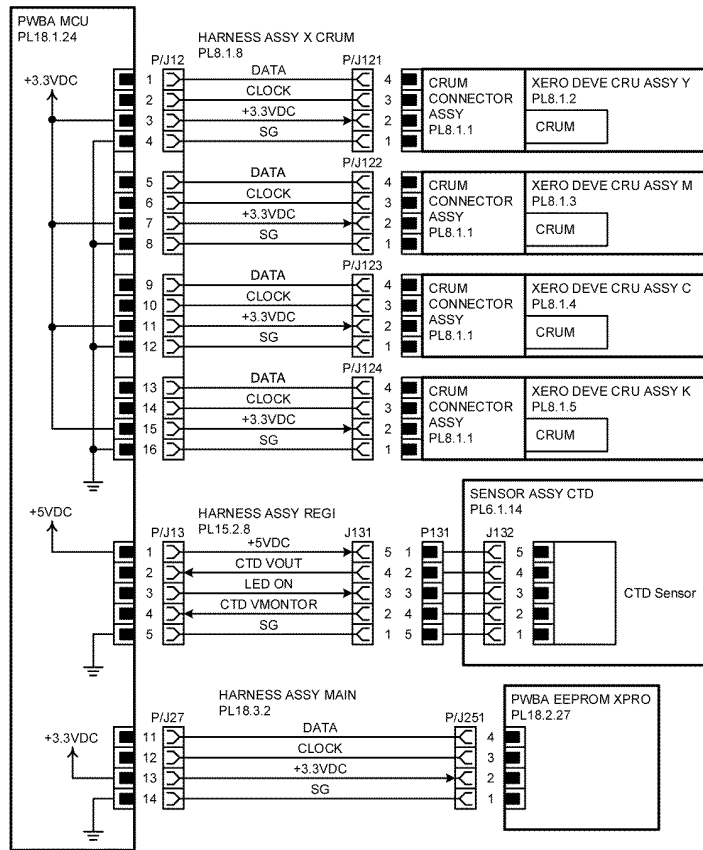 PWBA MCU
PL18.1.24
HARNESS ASSY X CRUM
PL8.1.8
+3.3VDC
P/J12
P/J121
1 DATA 4
2 CLOCK 3
3 +3.3VDC 2
4 SG 1
CRUM
CONNECTOR
ASSY
PL8.1.1
XERO DEVE CRU ASSY Y
PL8.1.2
CRUM
P/J122
5 DATA 4
6 CLOCK 3
7 +3.3VDC 2
8 SG 1
CRUM
CONNECTOR
ASSY
PL8.1.1
XERO DEVE CRU ASSY M
PL8.1.3
CRUM
P/J123
9 DATA 4
10 CLOCK 3
11 +3.3VDC 2
12 SG 1
CRUM
CONNECTOR
ASSY
PL8.1.1
XERO DEVE CRU ASSY C
PL8.1.4
CRUM
P/J124
13 DATA 4
14 CLOCK 3
15 +3.3VDC 2
16 SG 1
CRUM
CONNECTOR
ASSY
PL8.1.1
XERO DEVE CRU ASSY K
PL8.1.5
CRUM
SENSOR ASSY CTD
PL6.1.14
+5VDC
HARNESS ASSY REGI
PL15.2.8
P/J13
J131
P131
J132
1 +5VDC 5 1 5
2 CTD VOUT 4 2 4
3 LED ON 3 3 3
4 CTD VMONTOR 2 4 2
5 SG 1 5 1
CTD Sensor
HARNESS ASSY MAIN
PL18.3.2
PWBA EEPROM XPRO
PL18.2.27
+3.3VDC
P/J27
P/J251
11 DATA 4
12 CLOCK 3
13 +3.3VDC 2
14 SG 1